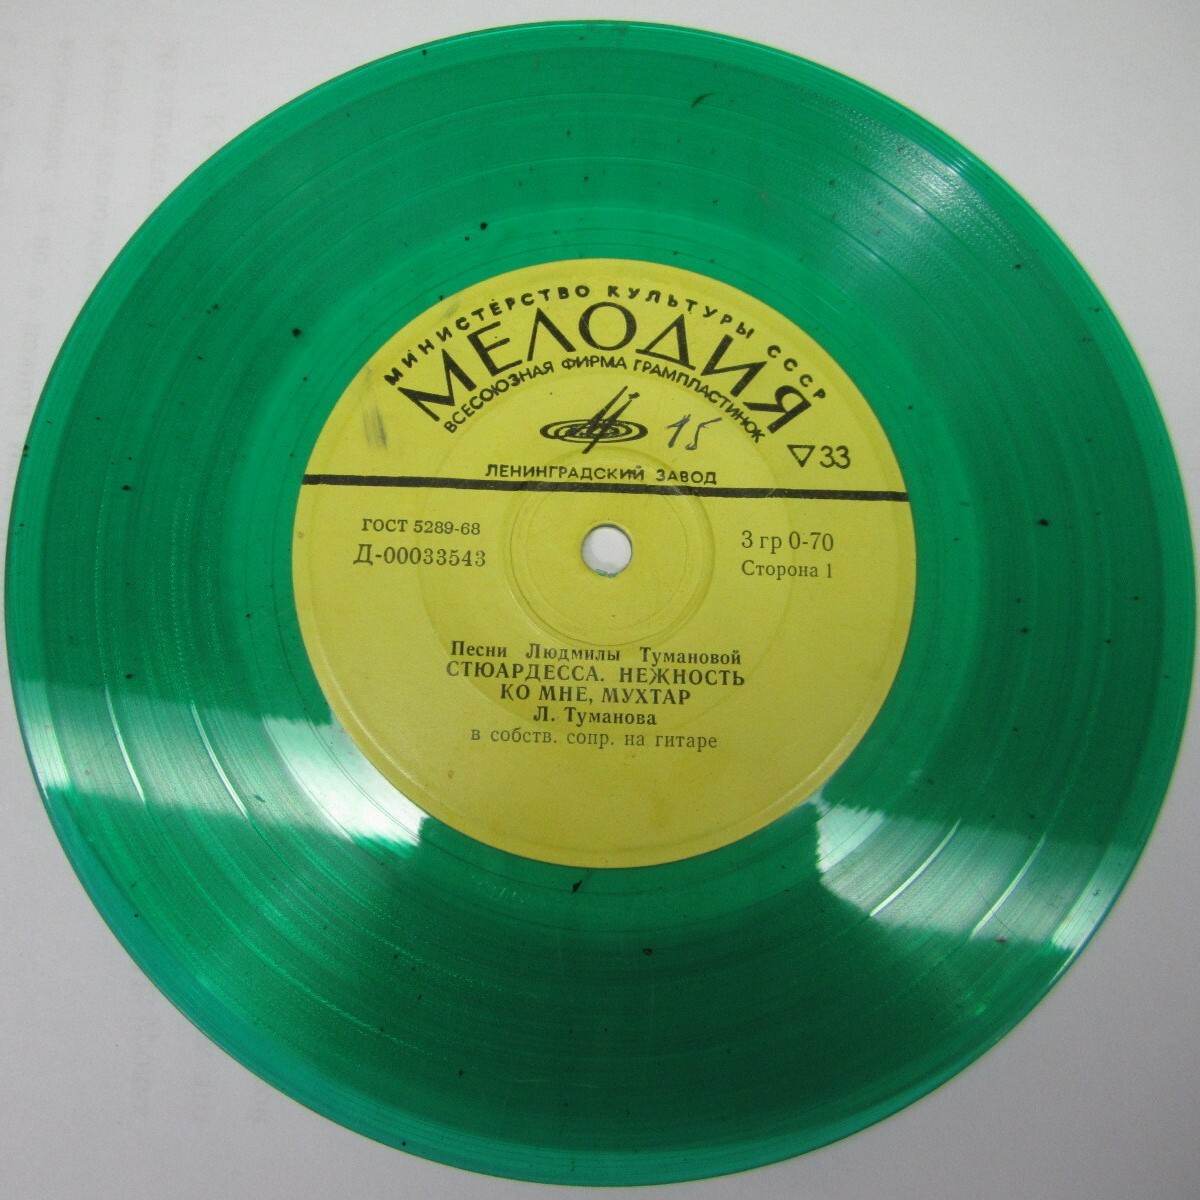 МИНИСТЕРСТВО КУЛЬТУРЫ СССР
МЕЛОДИЯ
ВСЕСОЮЗНАЯ ФИРМА ГРАМПЛАСТИНОК
15
▽33
ЛЕНИНГРАДСКИЙ ЗАВОД
ГОСТ 5289-68
Д-00033543
3 гр 0-70
Сторона 1
Песни Людмилы Тумановой
СТЮАРДЕССА. НЕЖНОСТЬ
КО МНЕ, МУХТАР
Л. Туманова
в собств. сопр. на гитаре